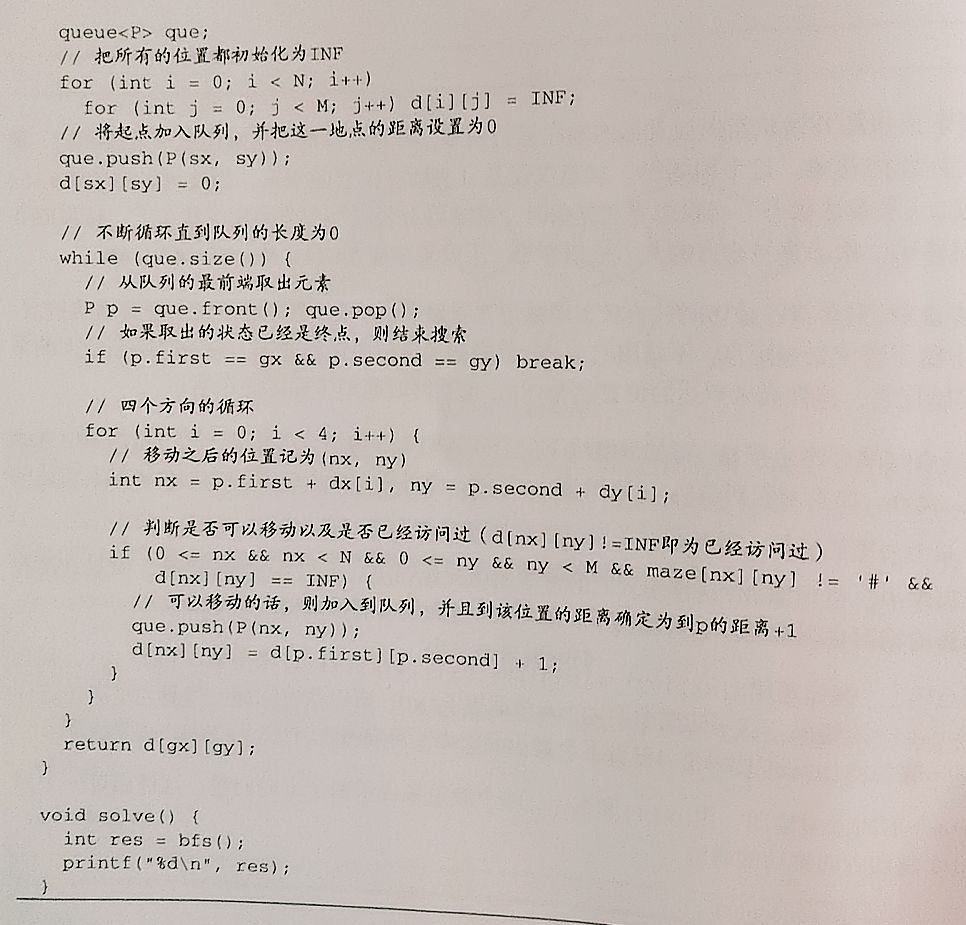 queue<P> que;
// 把所有的位置都初始化为INF
for (int i = 0; i < N; i++)
  for (int j = 0; j < M; j++) d[i][j] = INF;
// 将起点加入队列，并把这一地点的距离设置为0
que.push(P(sx, sy));
d[sx][sy] = 0;

// 不断循环直到队列的长度为0
while (que.size()) {
  // 从队列的最前端取出元素
  P p = que.front(); que.pop();
  // 如果取出的状态已经是终点，则结束搜索
  if (p.first == gx && p.second == gy) break;

  // 四个方向的循环
  for (int i = 0; i < 4; i++) {
    // 移动之后的位置记为(nx, ny)
    int nx = p.first + dx[i], ny = p.second + dy[i];

    // 判断是否可以移动以及是否已经访问过（d[nx][ny]!=INF即为已经访问过）
    if (0 <= nx && nx < N && 0 <= ny && ny < M && maze[nx][ny] != '#' &&
        d[nx][ny] == INF) {
      // 可以移动的话，则加入到队列，并且到该位置的距离确定为到p的距离+1
      que.push(P(nx, ny));
      d[nx][ny] = d[p.first][p.second] + 1;
    }
  }
}
return d[gx][gy];
}

void solve() {
  int res = bfs();
  printf("%d\n", res);
}